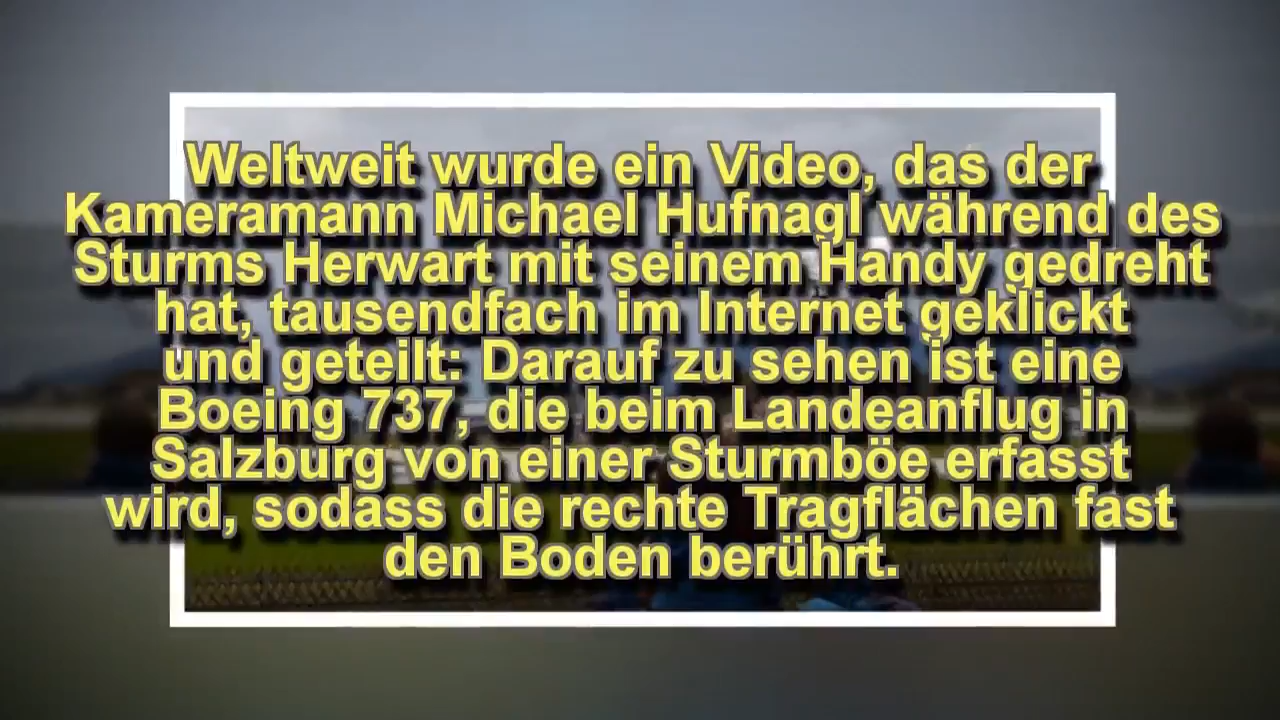 Weltweit wurde ein Video, das der
Kameramann Michael Hufnagl während des
Sturms Herwart mit seinem Handy gedreht
hat, tausendfach im Internet geklickt
und geteilt: Darauf zu sehen ist eine
Boeing 737, die beim Landeanflug in
Salzburg von einer Sturmböe erfasst
wird, sodass die rechte Tragflächen fast
den Boden berührt.